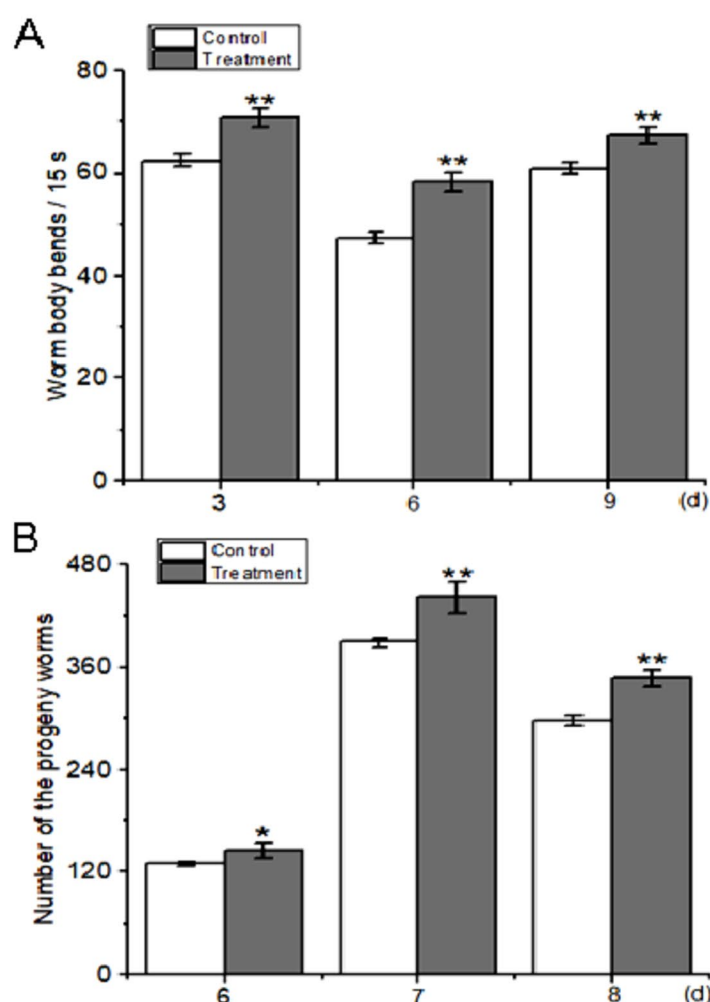 A
Control
Treatment
80
60
40
20
0
Worm body bends / 15 s
**
**
**
3
6
9
(d)
B
Control
Treatment
480
360
240
120
0
Number of the progeny worms
*
**
**
6
7
8
(d)